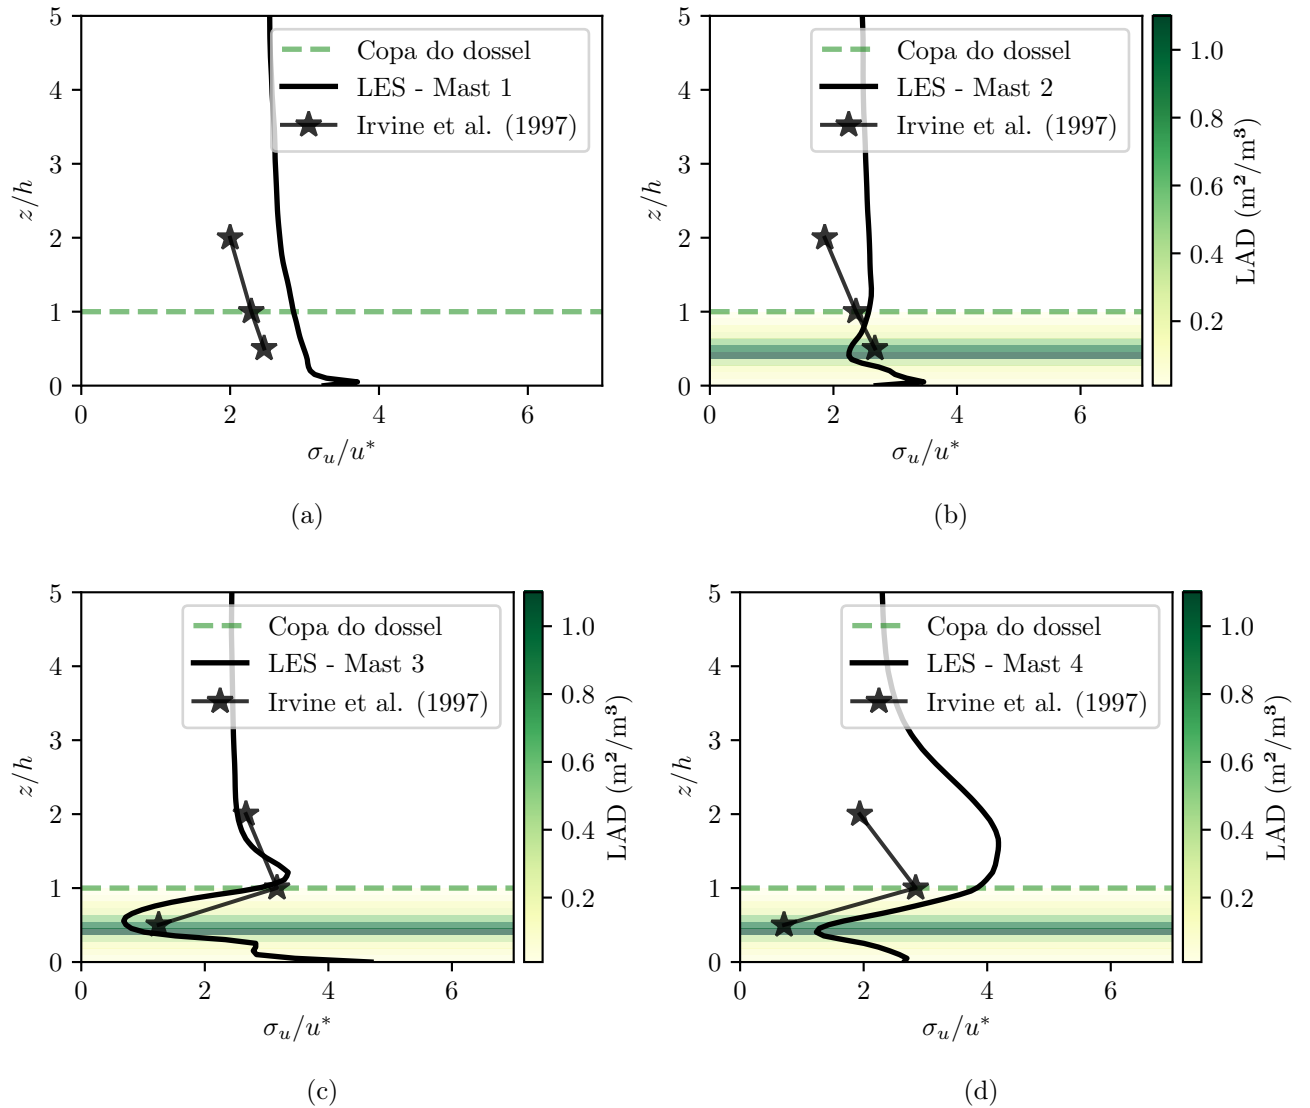 5
4
3
2
1
0
z/h
Copa do dossel
LES - Mast 1
Irvine et al. (1997)
0 2 4 6
σu/u*
(a)
5
4
3
2
1
0
z/h
Copa do dossel
LES - Mast 2
Irvine et al. (1997)
0 2 4 6
σu/u*
1.0
0.8
0.6
0.4
0.2
LAD (m²/m³)
(b)
5
4
3
2
1
0
z/h
Copa do dossel
LES - Mast 3
Irvine et al. (1997)
0 2 4 6
σu/u*
1.0
0.8
0.6
0.4
0.2
LAD (m²/m³)
(c)
5
4
3
2
1
0
z/h
Copa do dossel
LES - Mast 4
Irvine et al. (1997)
0 2 4 6
σu/u*
1.0
0.8
0.6
0.4
0.2
LAD (m²/m³)
(d)